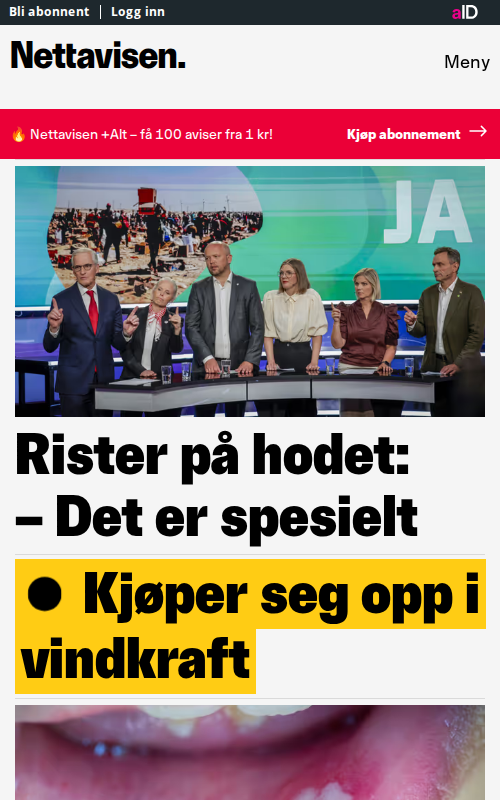 Bli abonnent | Logg inn
aID
Nettavisen.
Meny
🔥 Nettavisen +Alt – få 100 aviser fra 1 kr!
Kjøp abonnement →
JA
Rister på hodet:
– Det er spesielt
● Kjøper seg opp i
vindkraft